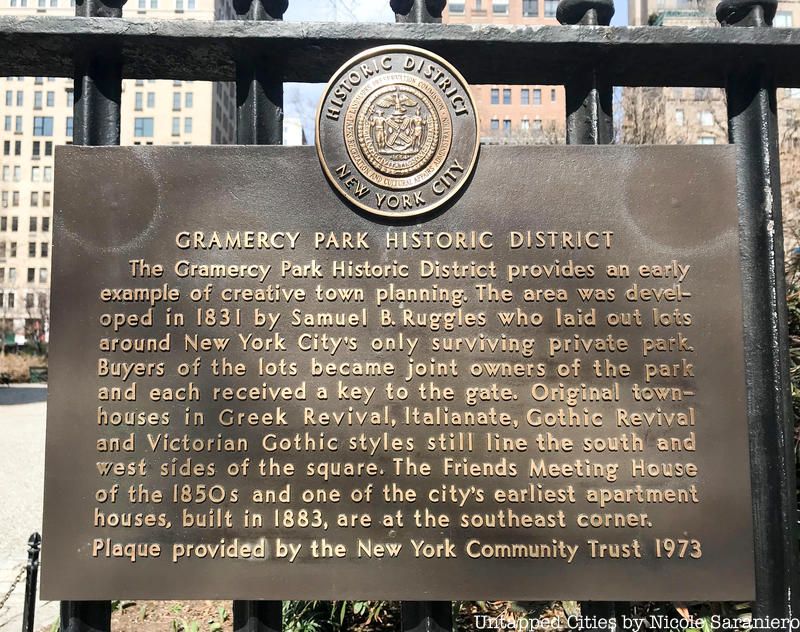 HISTORIC DISTRICT
NEW YORK CITY
GRAMERCY PARK HISTORIC DISTRICT
The Gramercy Park Historic District provides an early
example of creative town planning. The area was devel-
oped in 1831 by Samuel B. Ruggles who laid out lots
around New York City's only surviving private park.
Buyers of the lots became joint owners of the park
and each received a key to the gate. Original town-
houses in Greek Revival, Italianate, Gothic Revival
and Victorian Gothic styles still line the south and
west sides of the square. The Friends Meeting House
of the 1850s and one of the city's earliest apartment
houses, built in 1883, are at the southeast corner.
Plaque provided by the New York Community Trust 1973
Untapped Cities by Nicole Saraniero